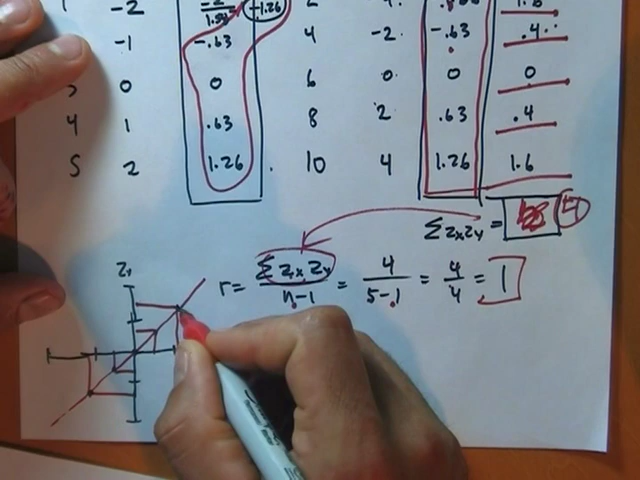 -2 -2/1.58 -1.26 2 -4
-1 -.63 4 -2 -.63 .4
3 0 0 6 0 0 0
4 1 .63 8 2 .63 .4
5 2 1.26 10 4 1.26 1.6
ΣZxZy = 4
r = ΣZxZy/n-1 = 4/5-1 = 4/4 = 1